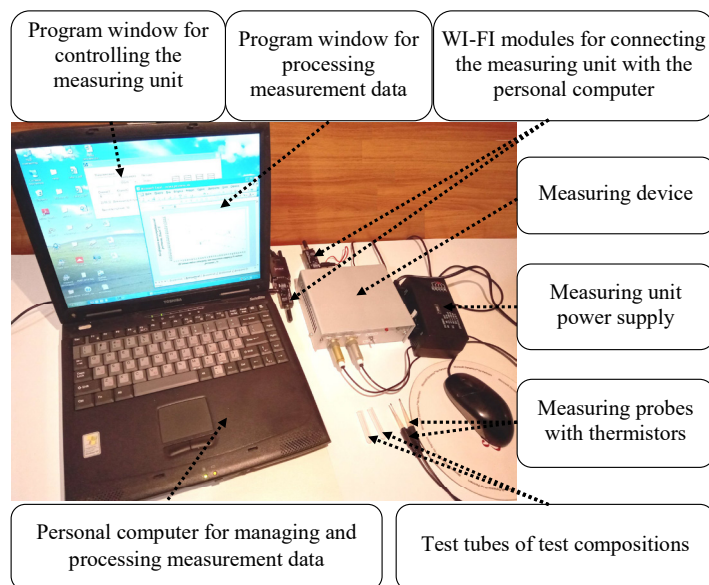 Program window for
controlling the
measuring unit
Program window for
processing
measurement data
WI-FI modules for connecting
the measuring unit with the
personal computer
Measuring device
Measuring unit
power supply
Measuring probes
with thermistors
TOSHIBA
Personal computer for managing and
processing measurement data
Test tubes of test compositions